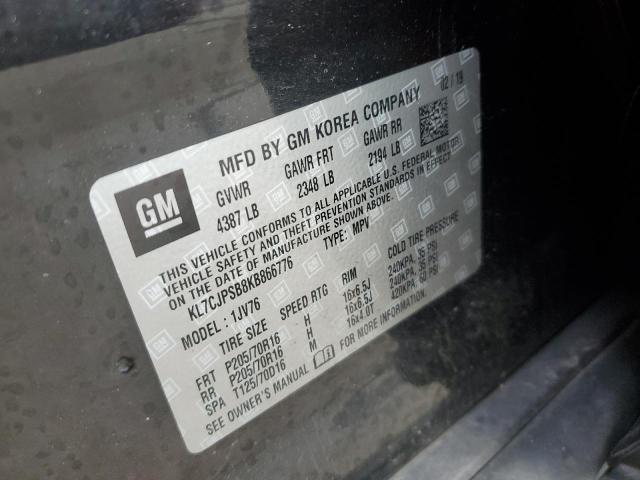 GM
MFD BY GM KOREA COMPANY 02/19
GVWR GAWR FRT GAWR RR
4387 LB 2348 LB 2194 LB
THIS VEHICLE CONFORMS TO ALL APPLICABLE U.S. FEDERAL MOTOR
VEHICLE SAFETY AND THEFT PREVENTION STANDARDS IN EFFECT
ON THE DATE OF MANUFACTURE SHOWN ABOVE.
KL7CJPSB8KB866776 TYPE: MPV
MODEL: 1JV76
TIRE SIZE SPEED RTG RIM COLD TIRE PRESSURE
FRT P205/70R16 H 16x6.5J 240KPA, 35 PSI
RR P205/70R16 H 16x6.5J 240KPA, 35 PSI
SPA T125/70D16 M 16x4.0T 420KPA, 60 PSI
SEE OWNER'S MANUAL FOR MORE INFORMATION.